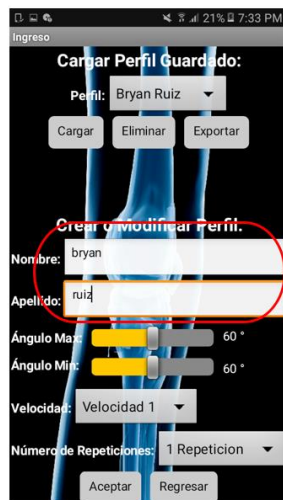 21% 7:33 PM
Ingreso
Cargar Perfil Guardado:
Perfil: Bryan Ruiz
Cargar Eliminar Exportar
Crear o Modificar Perfil:
Nombre: bryan
Apellido: ruiz
Ángulo Max: 60 °
Ángulo Min: 60 °
Velocidad: Velocidad 1
Número de Repeticiones: 1 Repeticion
Aceptar Regresar